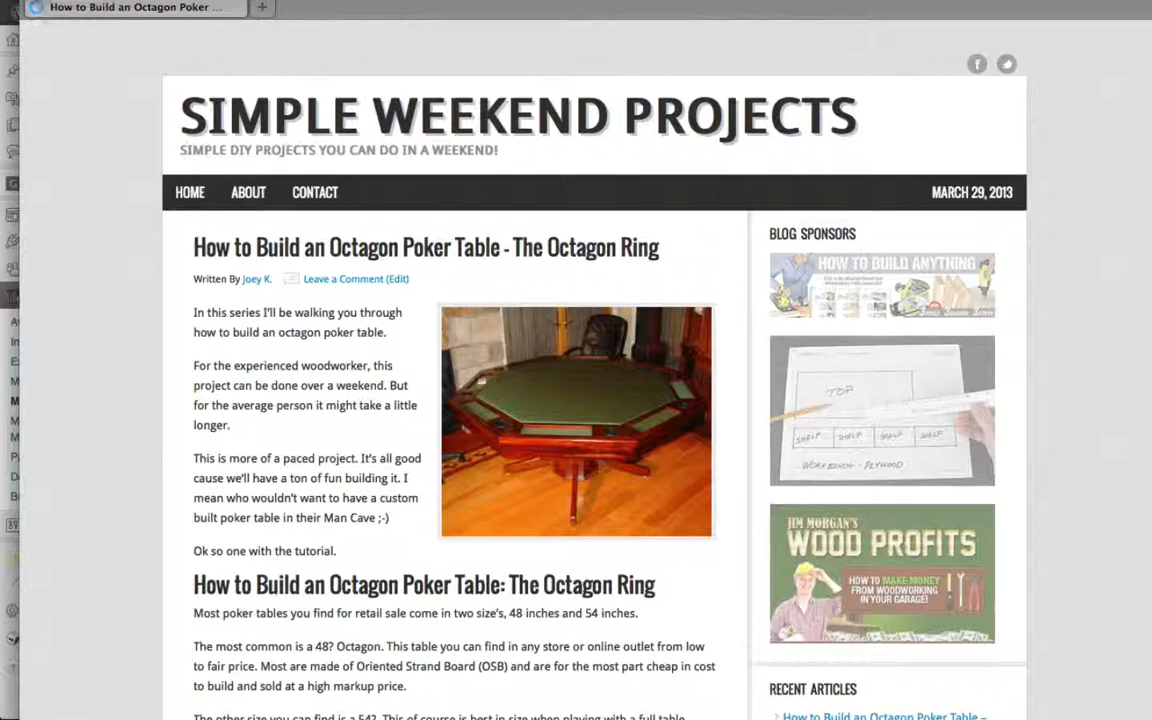 How to Build an Octagon Poker ...
SIMPLE WEEKEND PROJECTS
SIMPLE DIY PROJECTS YOU CAN DO IN A WEEKEND!
HOME ABOUT CONTACT MARCH 29, 2013
How to Build an Octagon Poker Table - The Octagon Ring
Written By Joey K. Leave a Comment (Edit)
In this series I'll be walking you through
how to build an octagon poker table.
For the experienced woodworker, this
project can be done over a weekend. But
for the average person it might take a little
longer.
This is more of a paced project. It's all good
cause we'll have a ton of fun building it. I
mean who wouldn't want to have a custom
built poker table in their Man Cave ;-)
Ok so one with the tutorial.
How to Build an Octagon Poker Table: The Octagon Ring
Most poker tables you find for retail sale come in two size's, 48 inches and 54 inches.
The most common is a 48? Octagon. This table you can find in any store or online outlet from low
to fair price. Most are made of Oriented Strand Board (OSB) and are for the most part cheap in cost
to build and sold at a high markup price.
The other size you can find is a 54?. This of course is best in size when playing with a full table.
BLOG SPONSORS
HOW TO BUILD ANYTHING
TOP
SHELF SHELF SHELF SHELF
WORKBENCH - PLYWOOD
JIM MORGAN'S
WOOD PROFITS
HOW TO MAKE MONEY
FROM WOODWORKING
IN YOUR GARAGE!
RECENT ARTICLES
How to Build an Octagon Poker Table –